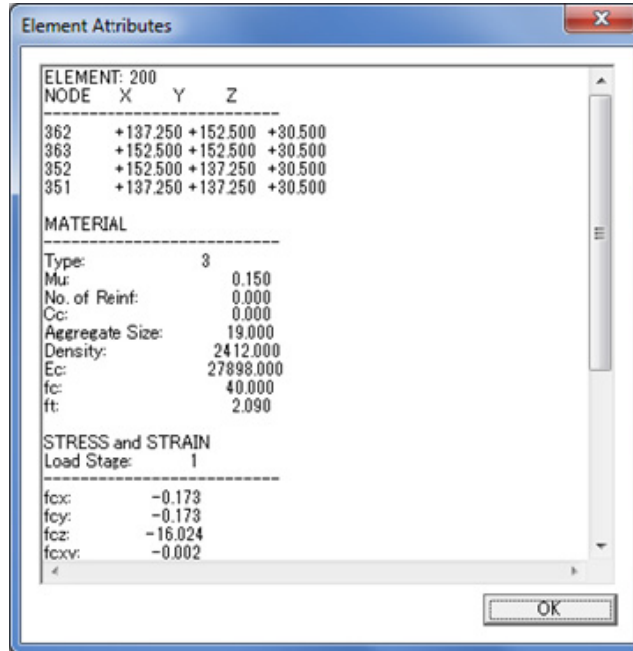 Element Attributes
ELEMENT: 200
NODE X Y Z
----------------------------
362 +137.250 +152.500 +30.500
363 +152.500 +152.500 +30.500
352 +152.500 +137.250 +30.500
351 +137.250 +137.250 +30.500
MATERIAL
----------------------------
Type: 3
Mu: 0.150
No. of Reinf: 0.000
Cc: 0.000
Aggregate Size: 19.000
Density: 2412.000
Ec: 27898.000
fc: 40.000
ft: 2.090
STRESS and STRAIN
Load Stage: 1
----------------------------
fcx: -0.173
fcy: -0.173
fcz: -16.024
fcxy: -0.002
OK